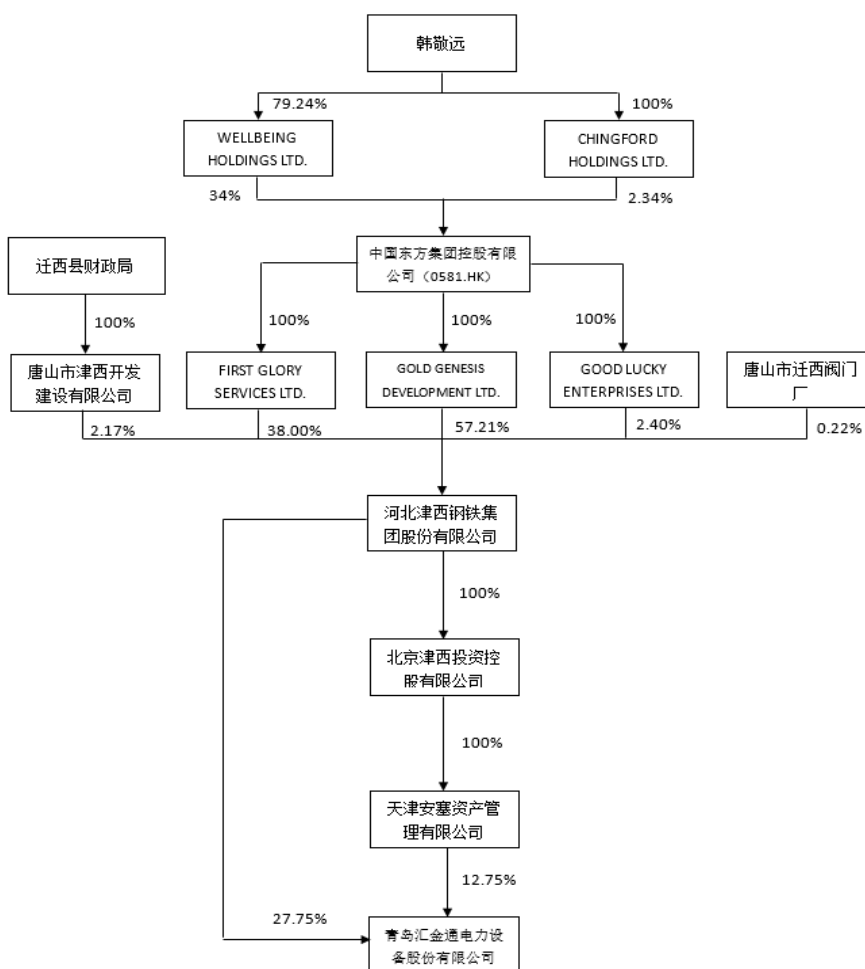 韩敬远
79.24%
100%
WELLBEING
HOLDINGS LTD.
CHINGFORD
HOLDINGS LTD.
34%
2.34%
迁西县财政局
中国东方集团控股有限
公司（0581.HK）
100%
100%
100%
100%
唐山市津西开发
建设有限公司
FIRST GLORY
SERVICES LTD.
GOLD GENESIS
DEVELOPMENT LTD.
GOOD LUCKY
ENTERPRISES LTD.
唐山市迁西阀门
厂
2.17%
38.00%
57.21%
2.40%
0.22%
河北津西钢铁集
团股份有限公司
100%
北京津西投资控
股有限公司
100%
天津安塞资产管
理有限公司
12.75%
27.75%
青岛汇金通电力设
备股份有限公司